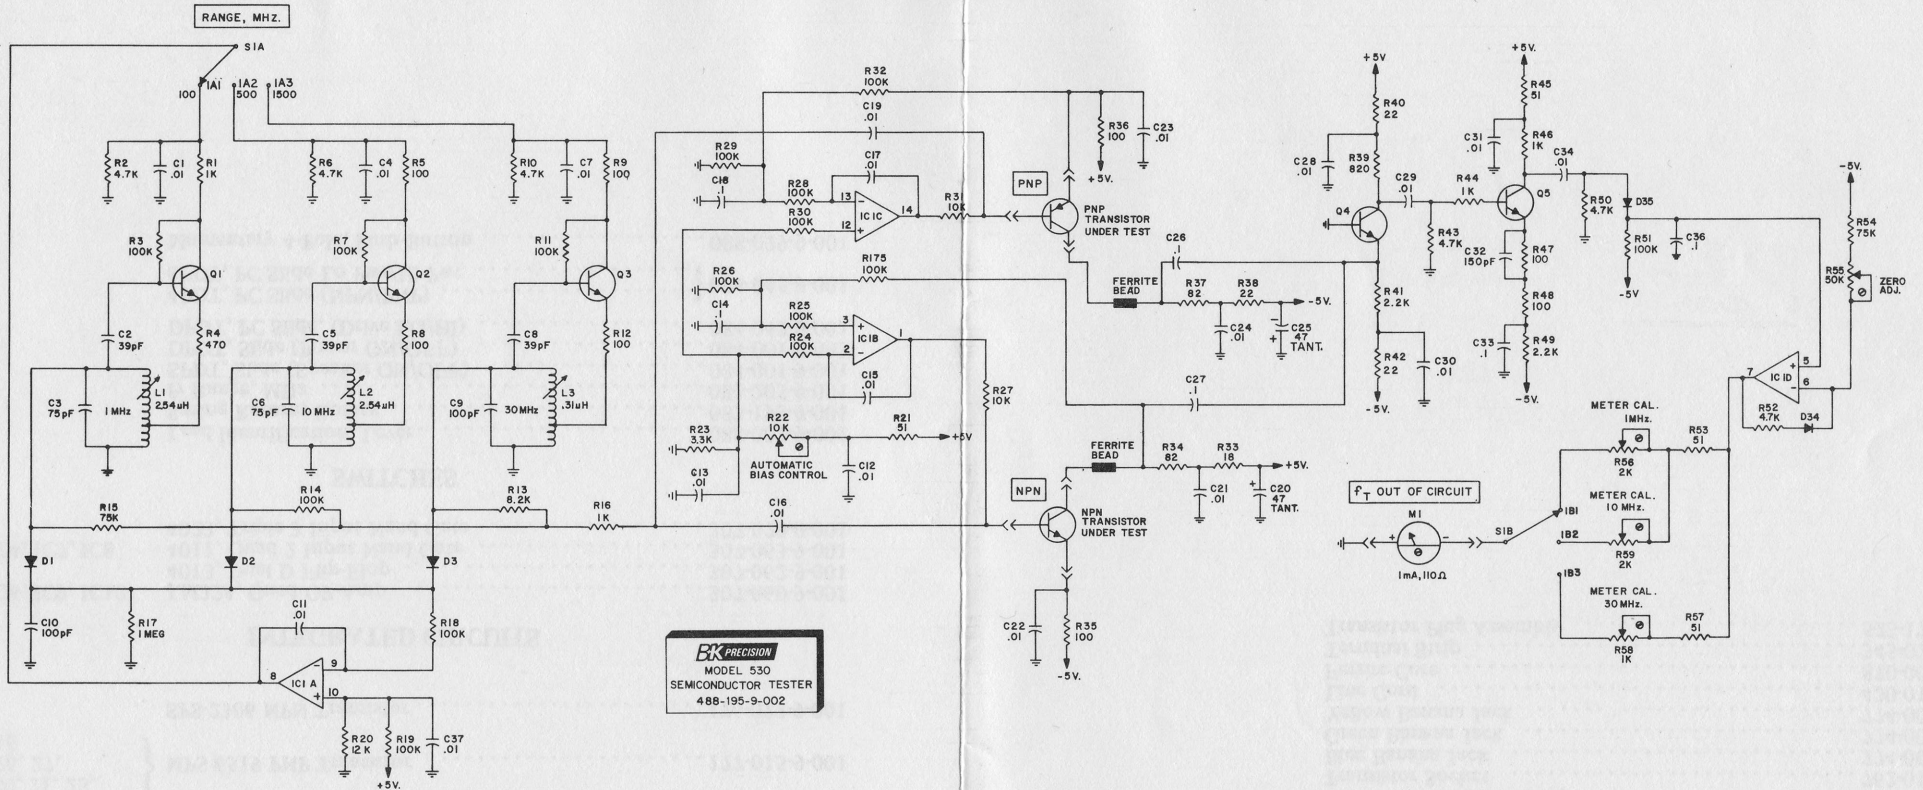 RANGE, MHz.
S1A
1A1
100
1A2
500
1A3
1500
R2
4.7K
C1
.01
R1
1K
R6
4.7K
C4
.01
R5
100
R10
4.7K
C7
.01
R9
100
R3
100K
Q1
R7
100K
Q2
R11
100K
Q3
C2
39pF
R4
470
C5
39pF
R8
100
C8
39pF
R12
100
C3
75pF
1MHz
L1
2.54uH
C6
75pF
10MHz
L2
2.54uH
C9
100pF
30MHz
L3
.31uH
R15
75K
R14
100K
R13
8.2K
R16
1K
D1
D2
D3
C10
100pF
R17
1MEG
C11
.01
R18
100K
8
IC1A
9
10
R20
12K
R19
100K
C37
.01
+5V.
R32
100K
C19
.01
R29
100K
C17
.01
C18
.1
R28
100K
R30
100K
13
12
IC1C
14
R31
10K
R36
100
+5V.
C23
.01
PNP
PNP
TRANSISTOR
UNDER TEST
R26
100K
R175
100K
C14
.1
R25
100K
R24
100K
3
2
IC1B
1
C15
.01
R27
10K
R23
3.3K
R22
10K
AUTOMATIC
BIAS CONTROL
R21
51
+5V
C12
.01
C13
.01
C16
.01
C26
.1
FERRITE
BEAD
R37
82
R38
22
-5V.
C24
.01
C25
47
TANT.
C27
.1
FERRITE
BEAD
R34
82
R33
18
+5V.
C21
.01
C20
47
TANT.
NPN
NPN
TRANSISTOR
UNDER TEST
C22
.01
R35
100
-5V.
BK PRECISION
MODEL 530
SEMICONDUCTOR TESTER
488-195-9-002
+5V
R40
22
C28
.01
R39
820
C29
.01
Q4
R43
4.7K
R44
1K
R41
2.2K
R42
22
C30
.01
-5V.
+5V.
R45
51
C31
.01
R46
1K
C34
.01
Q5
C32
150pF
R47
100
R48
100
C33
.1
R49
2.2K
-5V.
R50
4.7K
D35
R51
100K
-5V
C36
.1
-5V.
R54
75K
R55
50K
ZERO
ADJ.
7
IC1D
5
6
R52
4.7K
D34
METER CAL.
1MHz.
R56
2K
R53
51
METER CAL.
10 MHz.
R59
2K
METER CAL.
30 MHz.
R58
1K
R57
51
fT OUT OF CIRCUIT
M1
+
-
1mA,110Ω
S1B
1B1
1B2
1B3